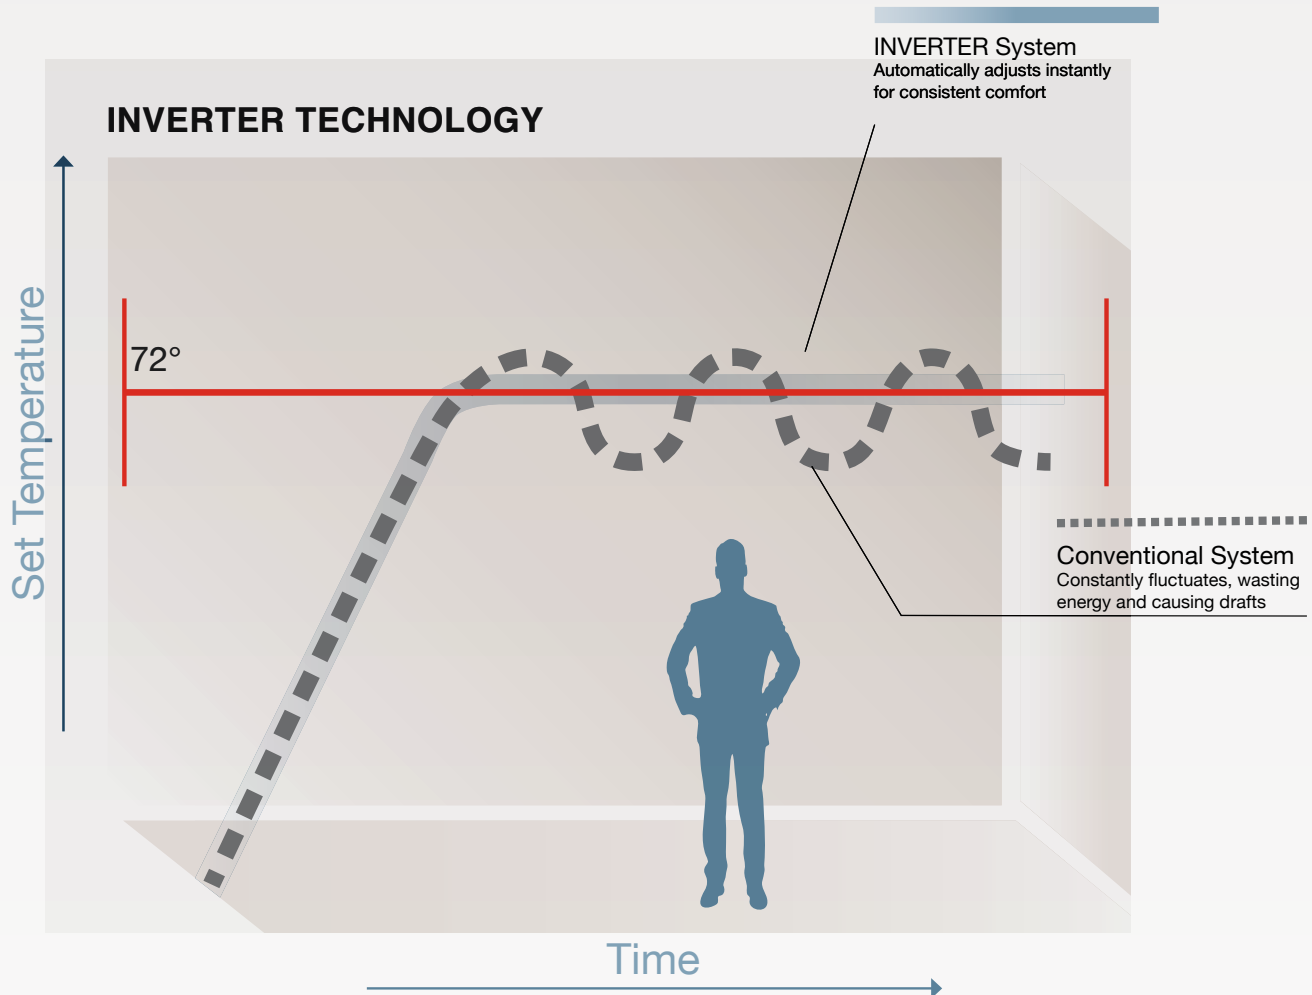 INVERTER System
Automatically adjusts instantly
for consistent comfort
INVERTER TECHNOLOGY
Set Temperature
72°
Conventional System
Constantly fluctuates, wasting
energy and causing drafts
Time